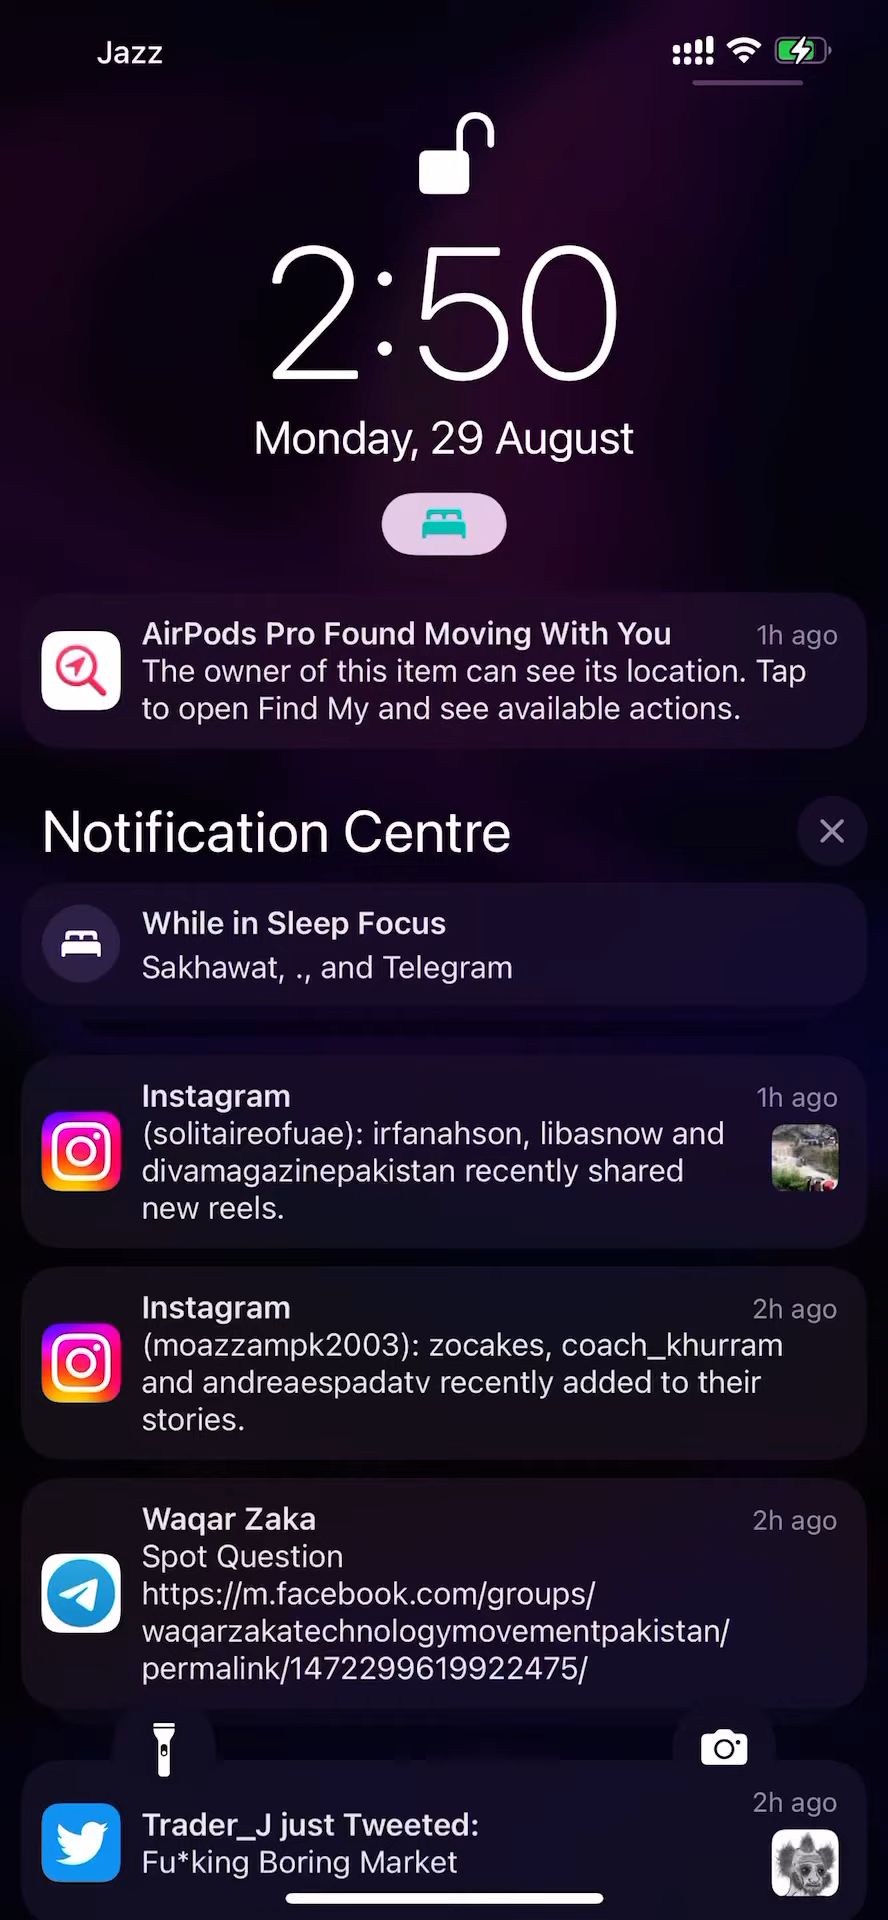 Jazz
2:50
Monday, 29 August
AirPods Pro Found Moving With You
1h ago
The owner of this item can see its location. Tap
to open Find My and see available actions.
Notification Centre
While in Sleep Focus
Sakhawat, ., and Telegram
Instagram
1h ago
(solitaireofuae): irfanahson, libasnow and
divamagazinepakistan recently shared
new reels.
Instagram
2h ago
(moazzampk2003): zocakes, coach_khurram
and andreaespadatv recently added to their
stories.
Waqar Zaka
2h ago
Spot Question
https://m.facebook.com/groups/
waqarzakatechnologymovementpakistan/
permalink/1472299619922475/
2h ago
Trader_J just Tweeted:
Fu*king Boring Market